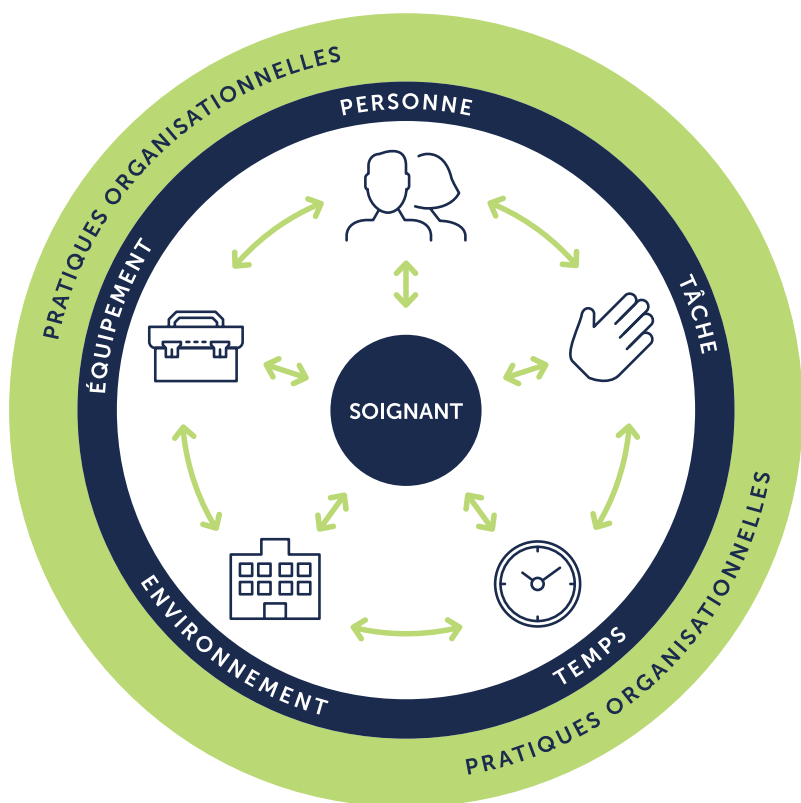 PRATIQUES ORGANISATIONNELLES
PERSONNE
ÉQUIPEMENT
TÂCHE
SOIGNANT
ENVIRONNEMENT
TEMPS
PRATIQUES ORGANISATIONNELLES